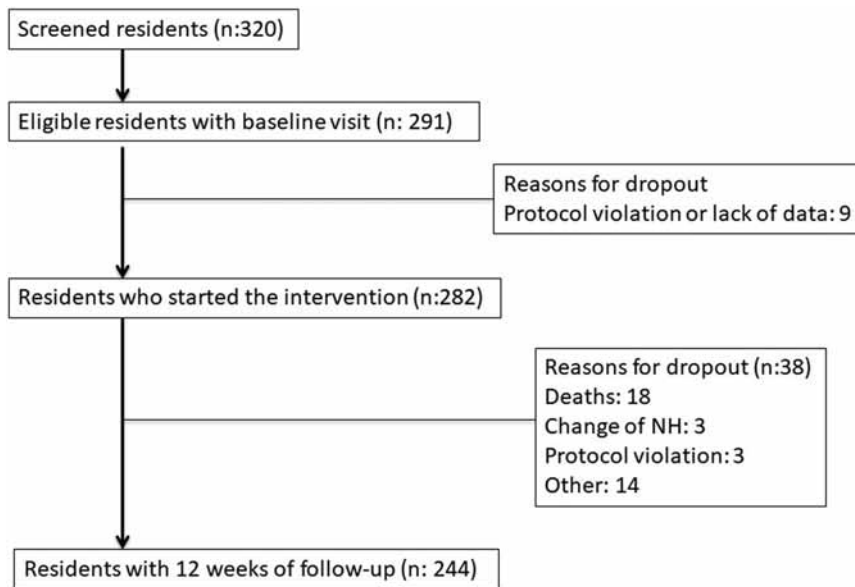 Screened residents (n:320)
Eligible residents with baseline visit (n: 291)
Reasons for dropout
Protocol violation or lack of data: 9
Residents who started the intervention (n:282)
Reasons for dropout (n:38)
Deaths: 18
Change of NH: 3
Protocol violation: 3
Other: 14
Residents with 12 weeks of follow-up (n: 244)